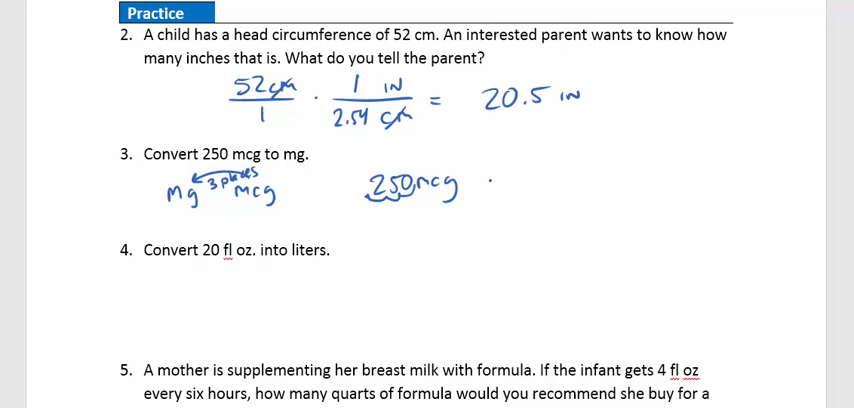 Practice
2. A child has a head circumference of 52 cm. An interested parent wants to know how
many inches that is. What do you tell the parent?
52 cm / 1 · 1 IN / 2.54 cm = 20.5 IN
3. Convert 250 mcg to mg.
3 places
mg mcg 250mcg
4. Convert 20 fl oz. into liters.
5. A mother is supplementing her breast milk with formula. If the infant gets 4 fl oz
every six hours, how many quarts of formula would you recommend she buy for a